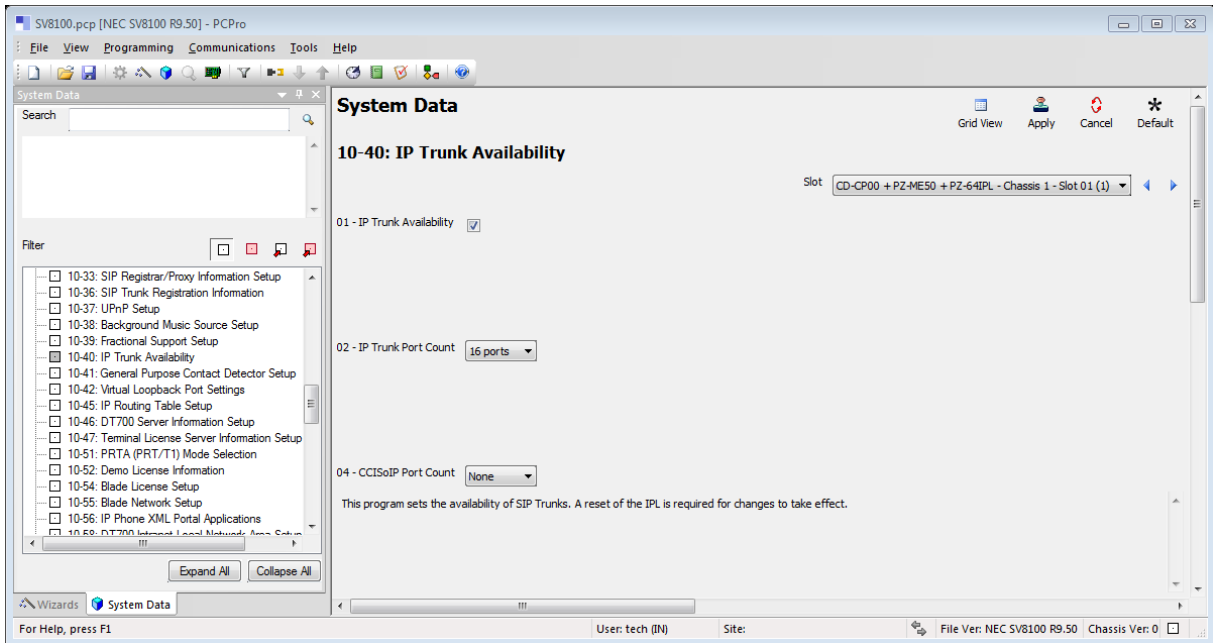 SV8100.pcp [NEC SV8100 R9.50] - PCPro
File View Programming Communications Tools Help
System Data
Search
Filter
10-33: SIP Registrar/Proxy Information Setup
10-36: SIP Trunk Registration Information
10-37: UPnP Setup
10-38: Background Music Source Setup
10-39: Fractional Support Setup
10-40: IP Trunk Availability
10-41: General Purpose Contact Detector Setup
10-42: Virtual Loopback Port Settings
10-45: IP Routing Table Setup
10-46: DT700 Server Information Setup
10-47: Terminal License Server Information Setup
10-51: PRTA (PRT/T1) Mode Selection
10-52: Demo License Information
10-54: Blade License Setup
10-55: Blade Network Setup
10-56: IP Phone XML Portal Applications
10-58: DT700 Intranet Local Network Area Setup
Expand All Collapse All
Wizards System Data
System Data
Grid View Apply Cancel Default
10-40: IP Trunk Availability
Slot CD-CP00 + PZ-ME50 + PZ-64IPL - Chassis 1 - Slot 01 (1)
01 - IP Trunk Availability
02 - IP Trunk Port Count 16 ports
04 - CCISoIP Port Count None
This program sets the availability of SIP Trunks. A reset of the IPL is required for changes to take effect.
For Help, press F1 User: tech (IN) Site: File Ver: NEC SV8100 R9.50 Chassis Ver: 0